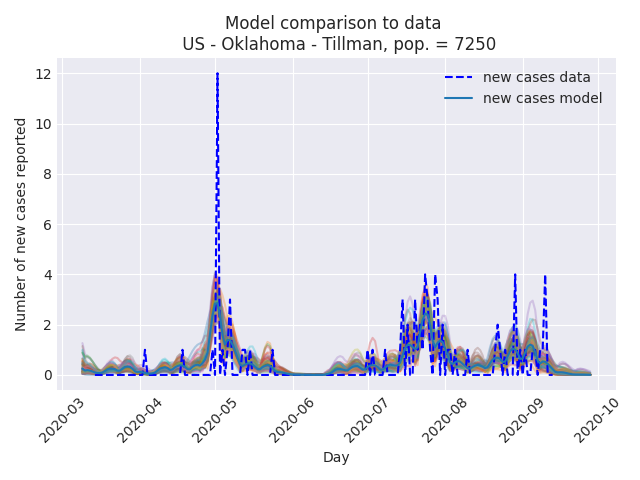 Model comparison to data
US - Oklahoma - Tillman, pop. = 7250
new cases data
new cases model
Number of new cases reported
12
10
8
6
4
2
0
2020-03
2020-04
2020-05
2020-06
2020-07
2020-08
2020-09
2020-10
Day